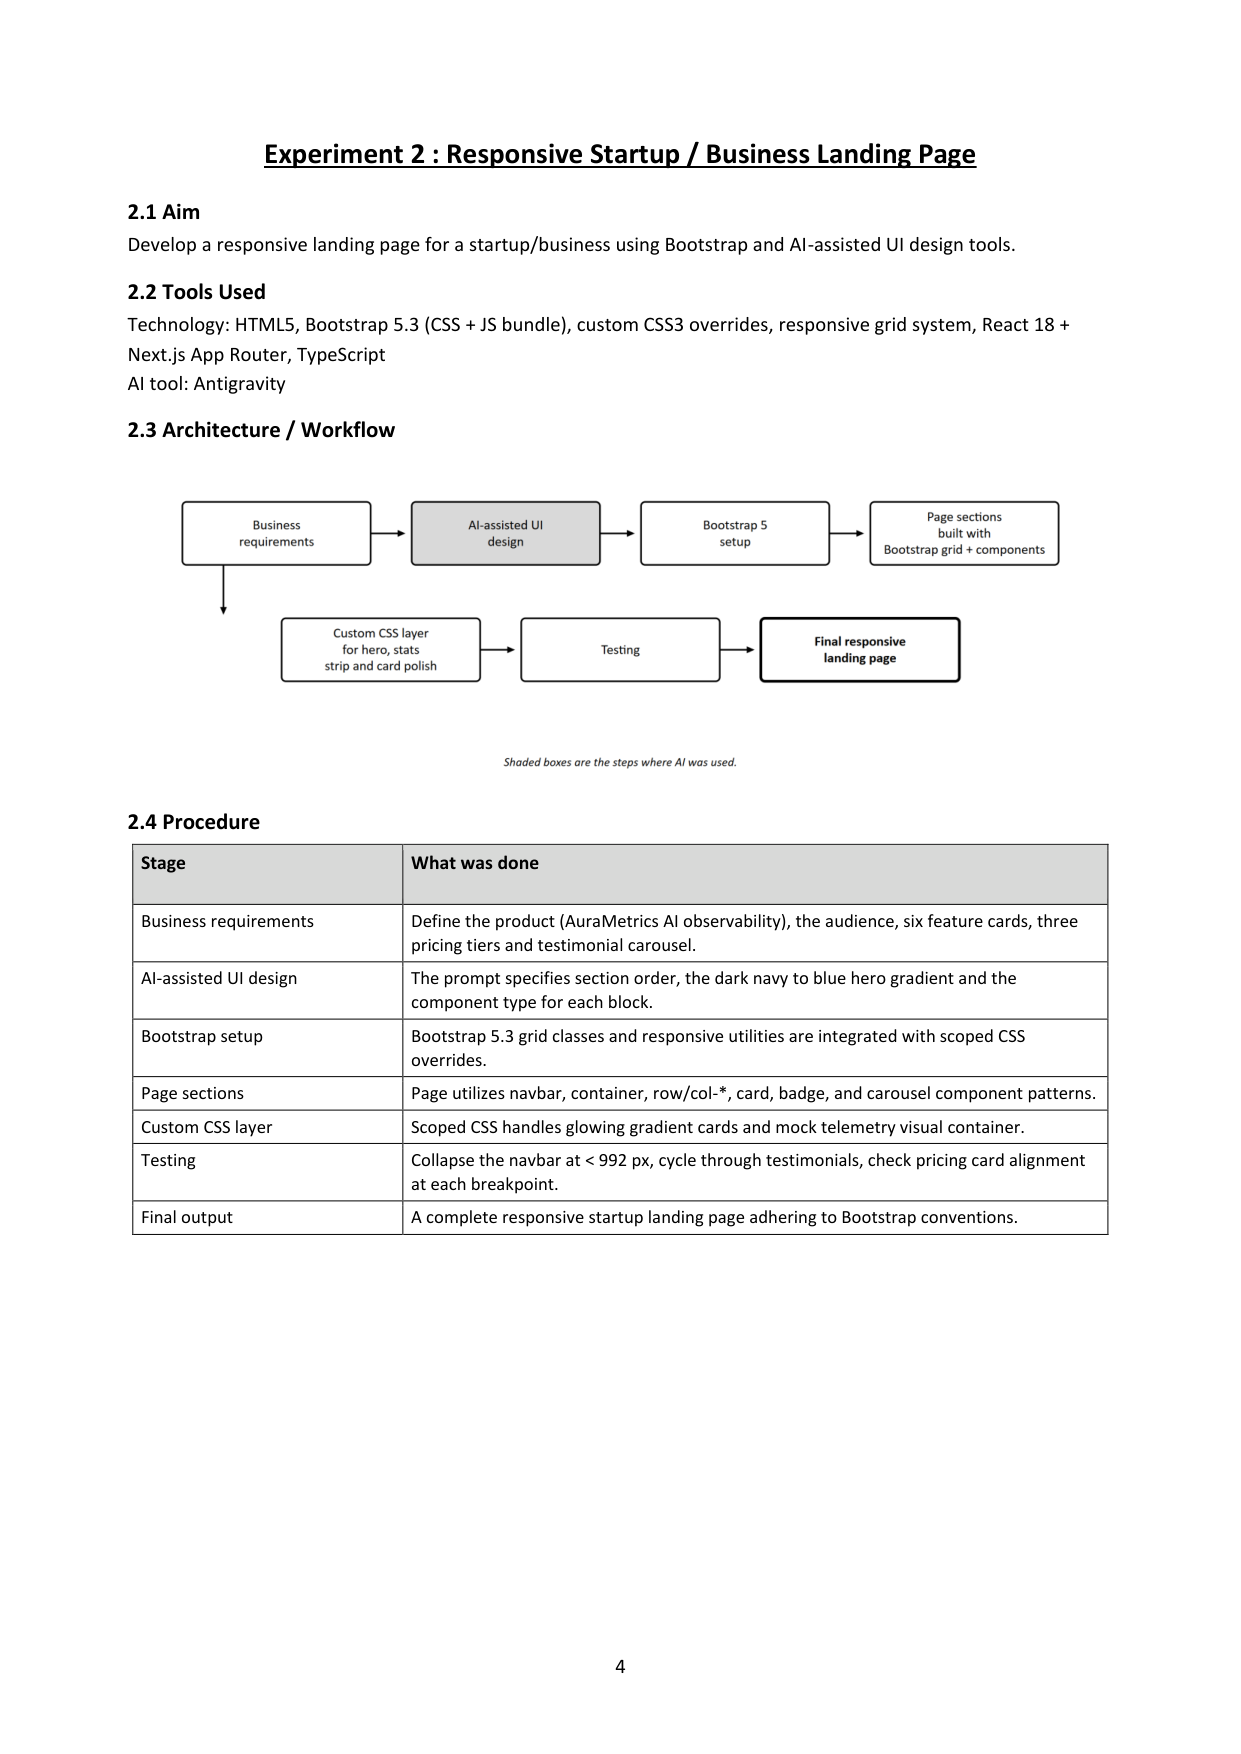 Experiment 2 : Responsive Startup / Business Landing Page
2.1 Aim
Develop a responsive landing page for a startup/business using Bootstrap and AI-assisted UI design tools.
2.2 Tools Used
Technology: HTML5, Bootstrap 5.3 (CSS + JS bundle), custom CSS3 overrides, responsive grid system, React 18 +
Next.js App Router, TypeScript
AI tool: Antigravity
2.3 Architecture / Workflow
Business
requirements
AI-assisted UI
design
Bootstrap 5
setup
Page sections
built with
Bootstrap grid + components
Custom CSS layer
for hero, stats
strip and card polish
Testing
Final responsive
landing page
Shaded boxes are the steps where AI was used.
2.4 Procedure
Stage
What was done
Business requirements
Define the product (AuraMetrics AI observability), the audience, six feature cards, three
pricing tiers and testimonial carousel.
AI-assisted UI design
The prompt specifies section order, the dark navy to blue hero gradient and the
component type for each block.
Bootstrap setup
Bootstrap 5.3 grid classes and responsive utilities are integrated with scoped CSS
overrides.
Page sections
Page utilizes navbar, container, row/col-*, card, badge, and carousel component patterns.
Custom CSS layer
Scoped CSS handles glowing gradient cards and mock telemetry visual container.
Testing
Collapse the navbar at < 992 px, cycle through testimonials, check pricing card alignment
at each breakpoint.
Final output
A complete responsive startup landing page adhering to Bootstrap conventions.
4